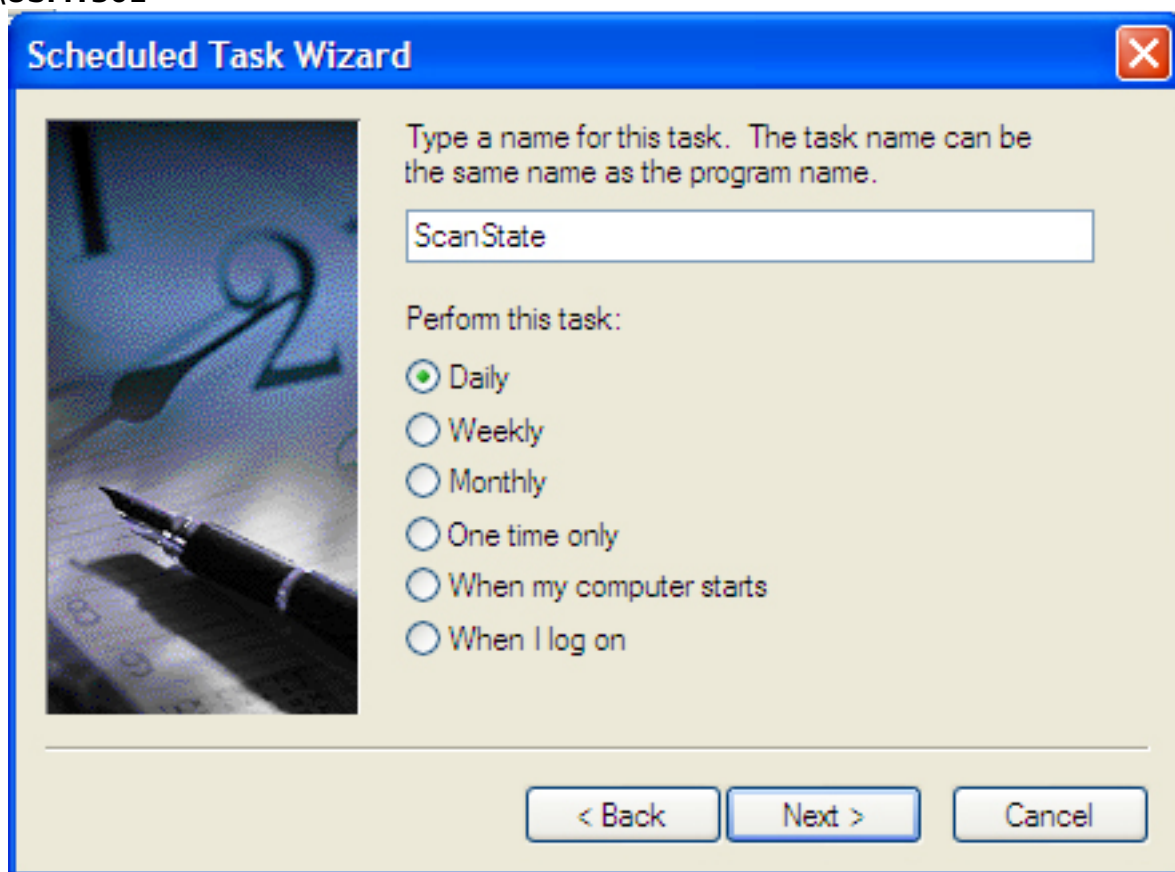 Scheduled Task Wizard
Type a name for this task. The task name can be
the same name as the program name.
ScanState
Perform this task:
Daily
Weekly
Monthly
One time only
When my computer starts
When I log on
< Back
Next >
Cancel